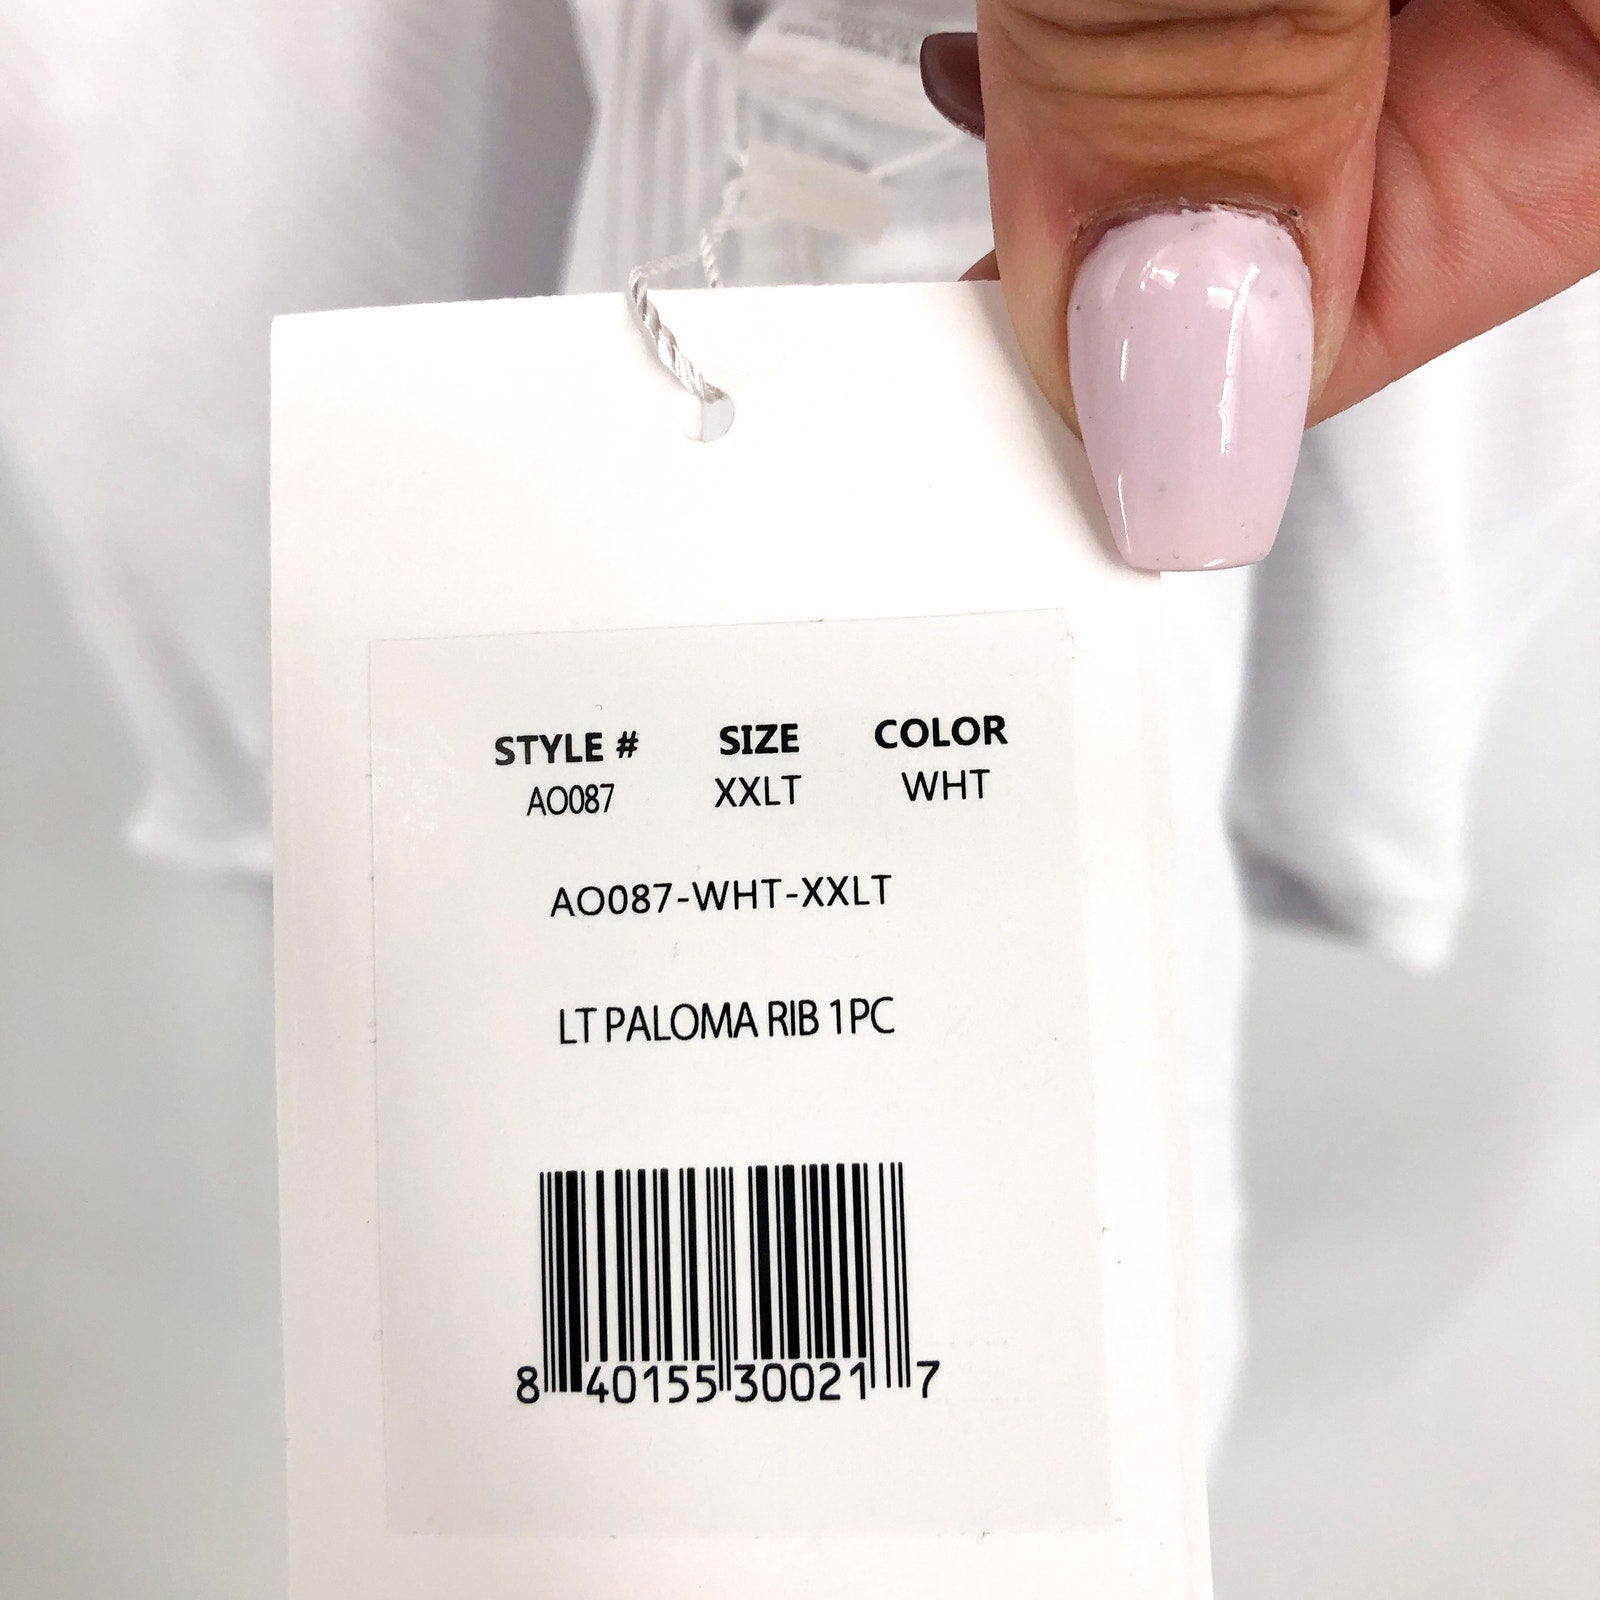 STYLE # SIZE COLOR
AO087 XXLT WHT
AO087-WHT-XXLT
LT PALOMA RIB 1PC
8 40155 30021 7